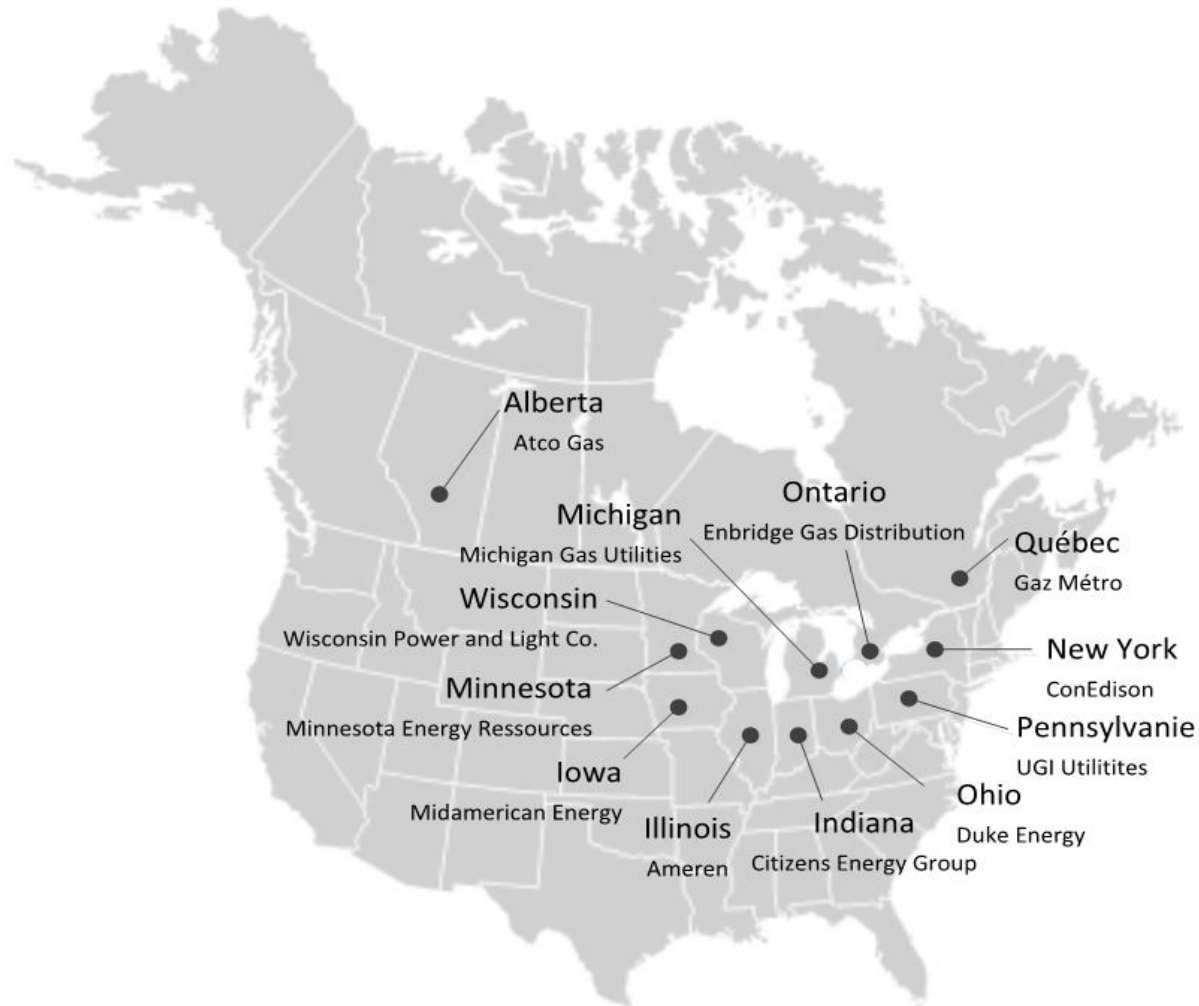 Alberta
Atco Gas
Ontario
Enbridge Gas Distribution
Michigan
Michigan Gas Utilities
Québec
Gaz Métro
Wisconsin
Wisconsin Power and Light Co.
New York
ConEdison
Minnesota
Minnesota Energy Ressources
Pennsylvanie
UGI Utilitites
Iowa
Midamerican Energy
Ohio
Duke Energy
Illinois
Ameren
Indiana
Citizens Energy Group